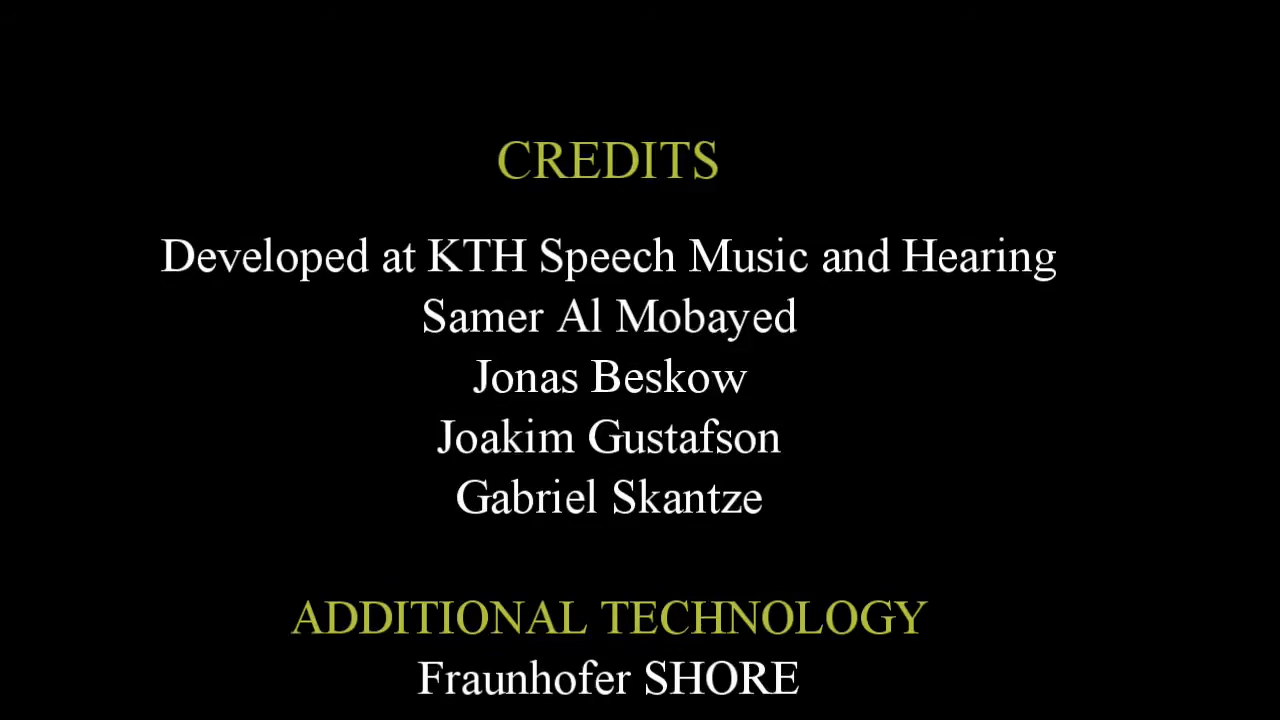 CREDITS
Developed at KTH Speech Music and Hearing
Samer Al Mobayed
Jonas Beskow
Joakim Gustafson
Gabriel Skantze
ADDITIONAL TECHNOLOGY
Fraunhofer SHORE